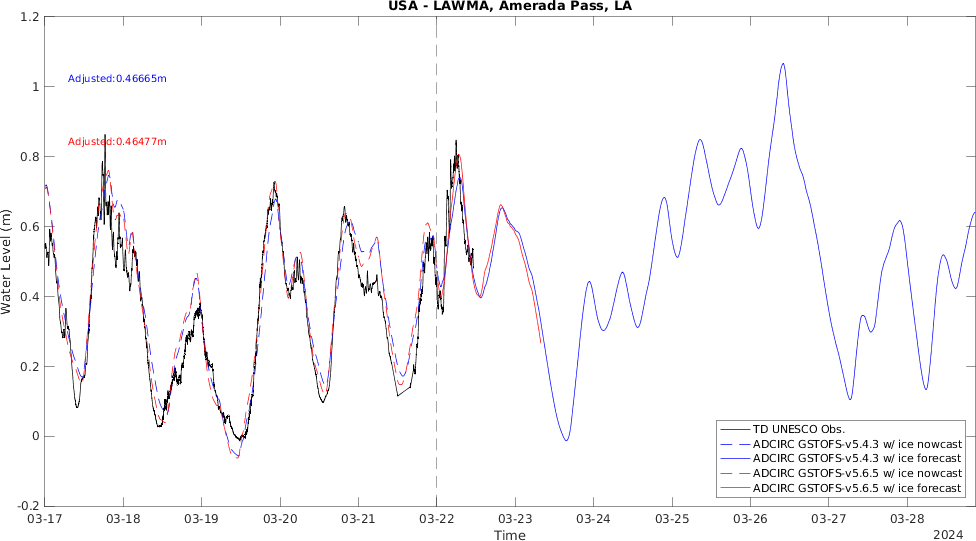 USA - LAWMA, Amerada Pass, LA
1.2
1
0.8
0.6
0.4
0.2
0
-0.2
Water Level (m)
Adjusted:0.46665m
Adjusted:0.46477m
TD UNESCO Obs.
ADCIRC GSTOFS-v5.4.3 w/ ice nowcast
ADCIRC GSTOFS-v5.4.3 w/ ice forecast
ADCIRC GSTOFS-v5.6.5 w/ ice nowcast
ADCIRC GSTOFS-v5.6.5 w/ ice forecast
03-17 03-18 03-19 03-20 03-21 03-22 03-23 03-24 03-25 03-26 03-27 03-28
Time
2024